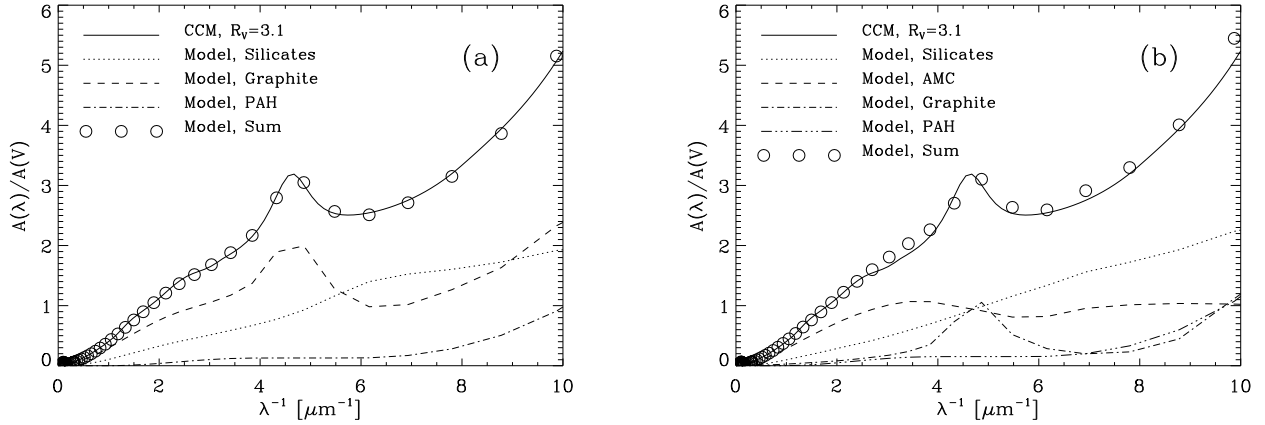 6
5
4
3
2
1
0
A(λ)/A(V)
CCM, R_V=3.1
Model, Silicates
Model, Graphite
Model, PAH
Model, Sum
(a)
0 2 4 6 8 10
λ⁻¹ [μm⁻¹]
6
5
4
3
2
1
0
A(λ)/A(V)
CCM, R_V=3.1
Model, Silicates
Model, AMC
Model, Graphite
Model, PAH
Model, Sum
(b)
0 2 4 6 8 10
λ⁻¹ [μm⁻¹]